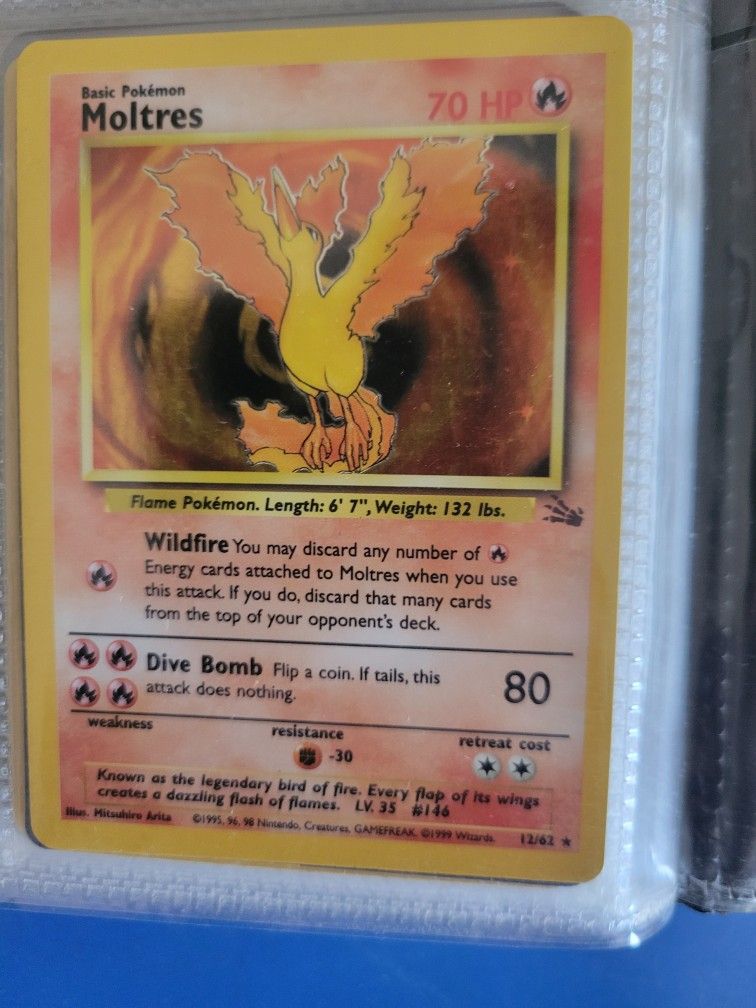 Basic Pokémon
Moltres
70 HP
Flame Pokémon. Length: 6' 7", Weight: 132 lbs.
Wildfire You may discard any number of
Energy cards attached to Moltres when you use
this attack. If you do, discard that many cards
from the top of your opponent's deck.
Dive Bomb Flip a coin. If tails, this
attack does nothing.
80
weakness
resistance
retreat cost
-30
Known as the legendary bird of fire. Every flap of its wings
creates a dazzling flash of flames. LV. 35 #146
Illus. Mitsuhiro Arita ©1995, 96, 98 Nintendo, Creatures, GAMEFREAK. ©1999 Wizards. 12/62